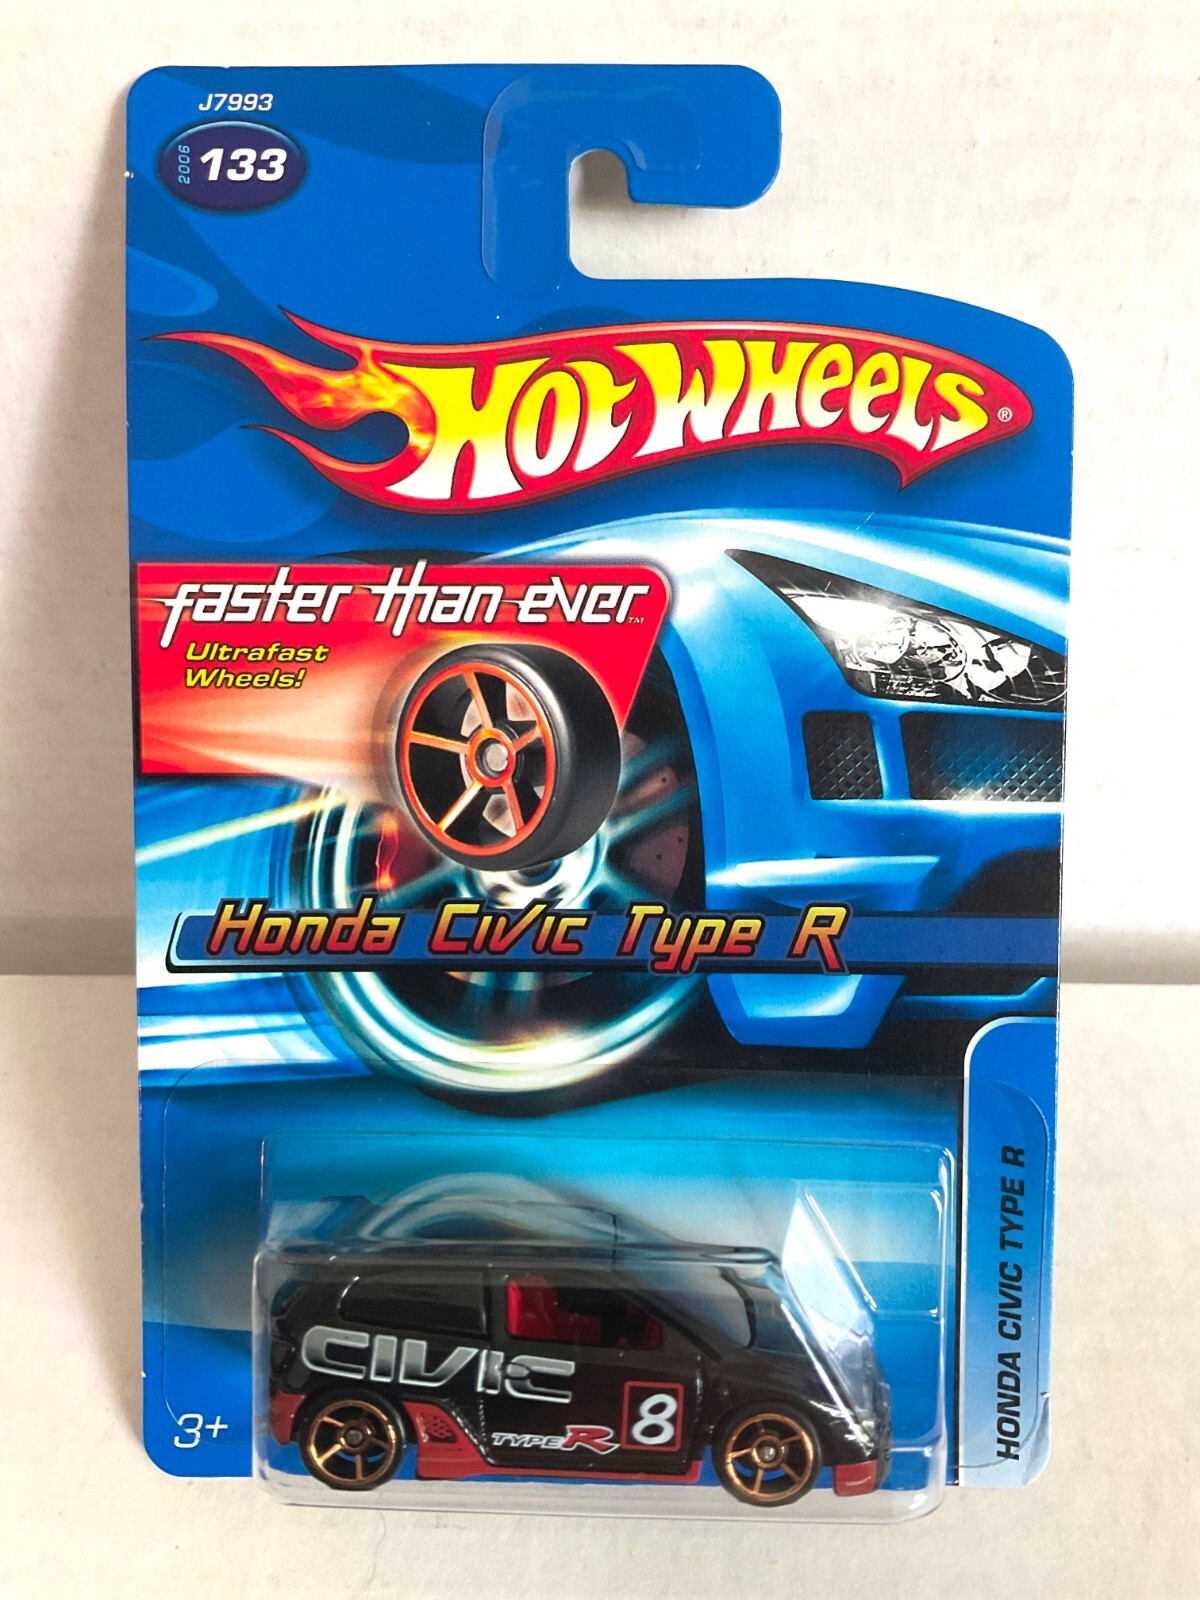 J7993
2006
133
HOT WHEELS®
faster than ever™
Ultrafast
Wheels!
Honda Civic Type R
HONDA CIVIC TYPE R
CIVIC
TYPE R
8
3+